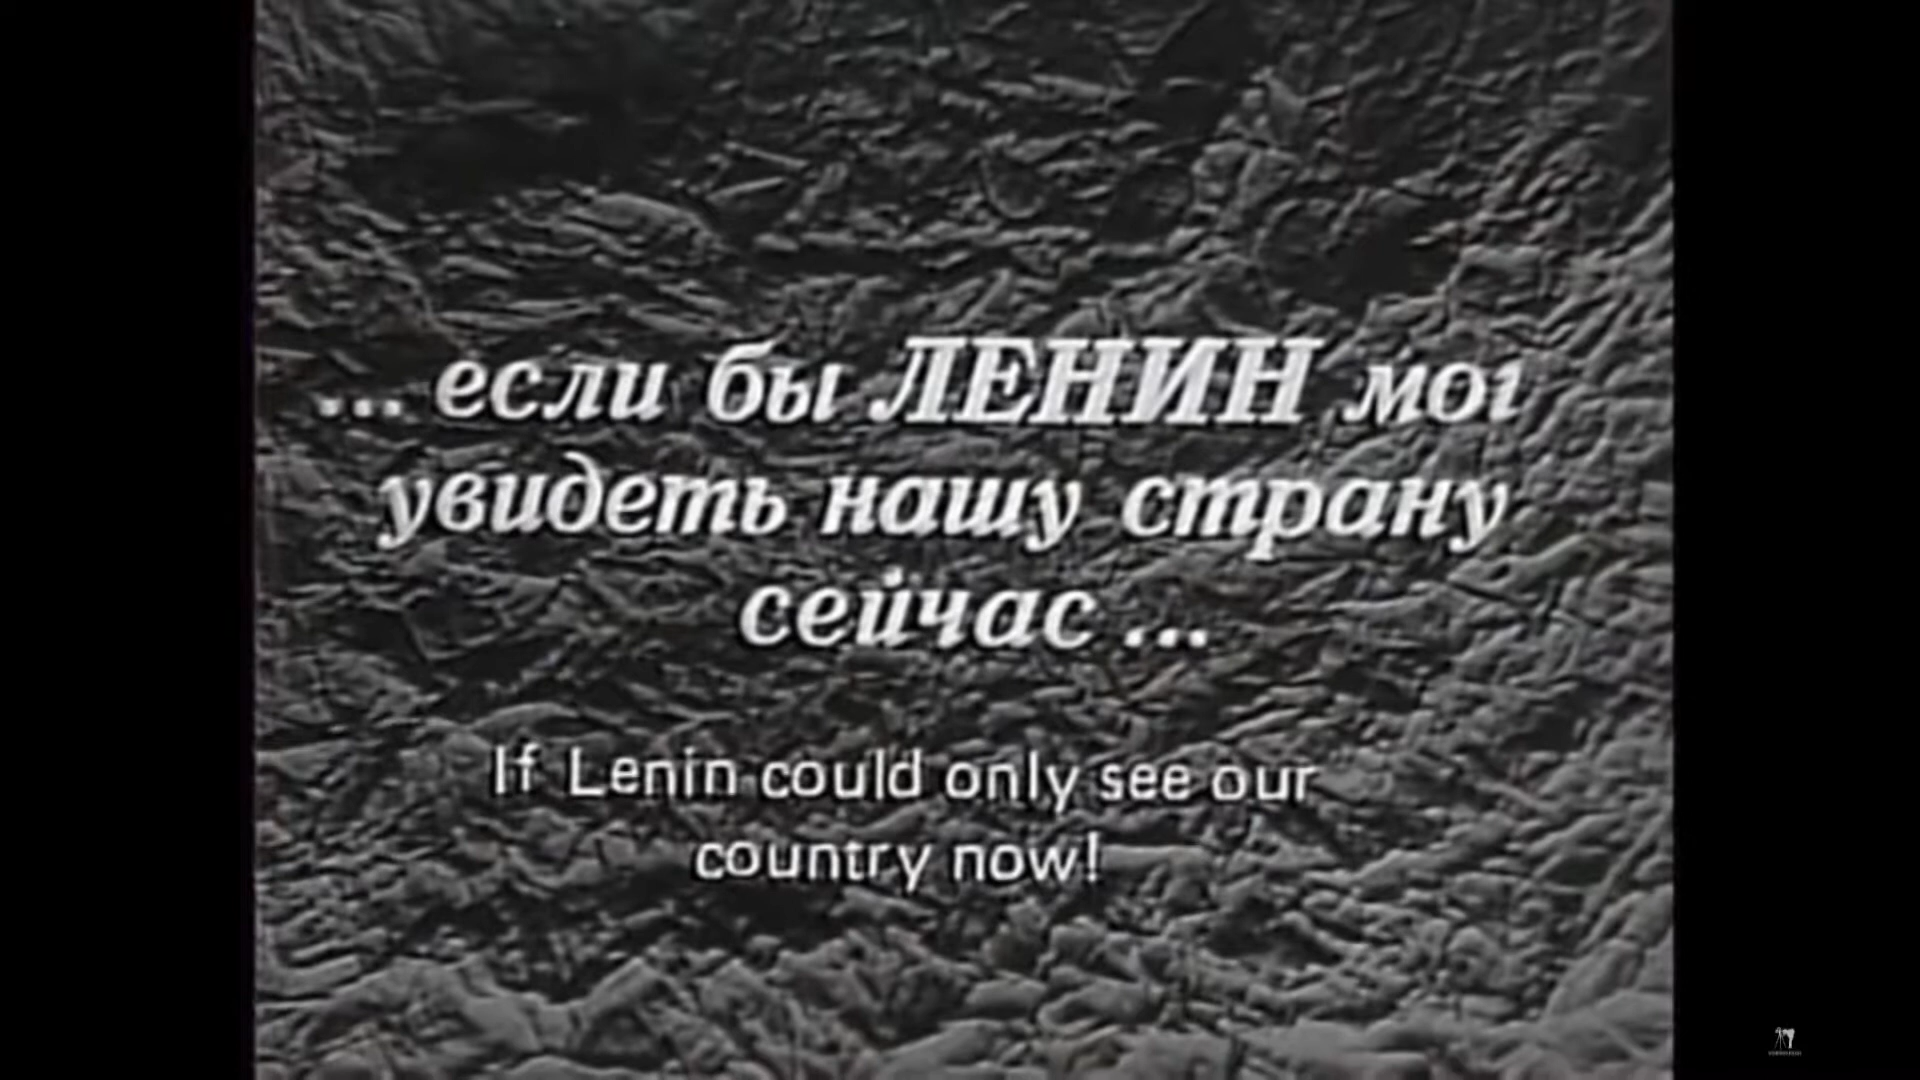 ... если бы ЛЕНИН мог
увидеть нашу страну
сейчас ...
If Lenin could only see our
country now!